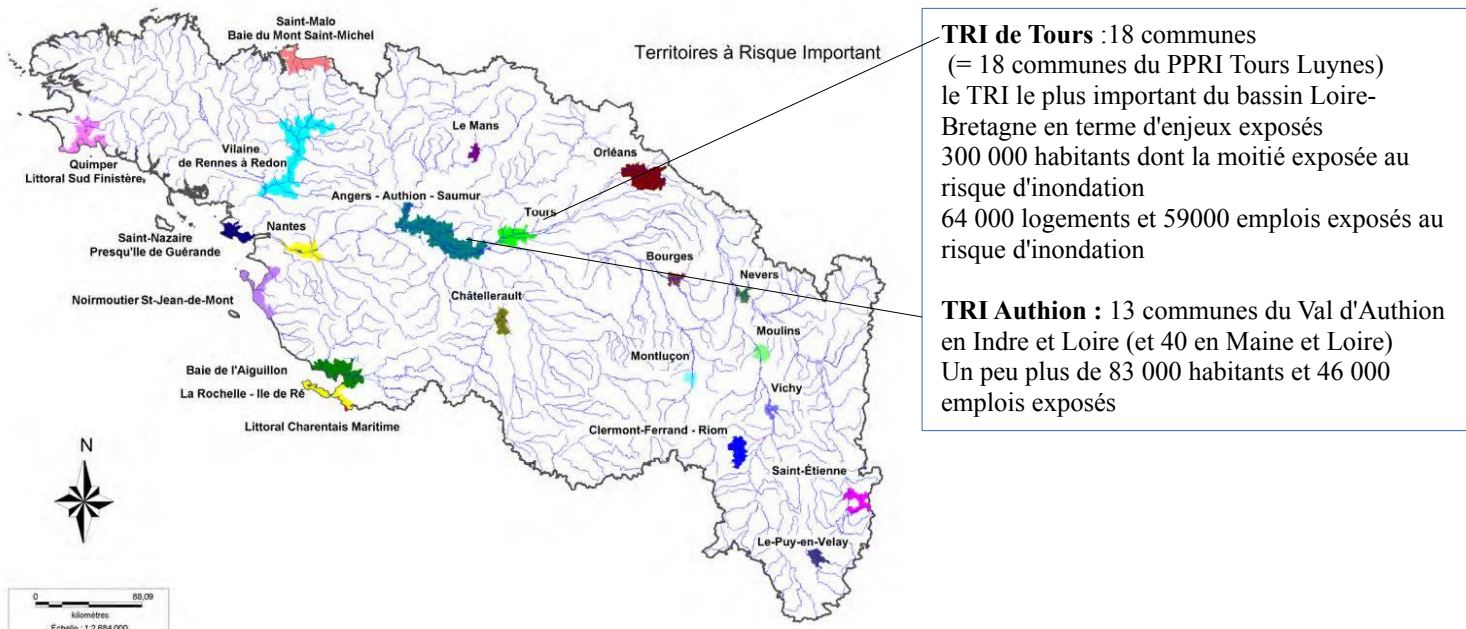 Saint-Malo
Baie du Mont Saint-Michel
Territoires à Risque Important
Le Mans
Orléans
Vilaine
de Rennes à Redon
Quimper
Littoral Sud Finistère
Angers - Authion - Saumur
Tours
Saint-Nazaire
Presqu'Ile de Guérande
Nantes
Bourges
Nevers
Noirmoutier St-Jean-de-Mont
Châtellerault
Moulins
Montluçon
Baie de l'Aiguillon
La Rochelle - Ile de Ré
Vichy
Littoral Charentais Maritime
Clermont-Ferrand - Riom
Saint-Étienne
Le-Puy-en-Velay
N
0 88,09
kilomètres
Échelle : 1:2 684 000
TRI de Tours :18 communes
(= 18 communes du PPRI Tours Luynes)
le TRI le plus important du bassin Loire-
Bretagne en terme d'enjeux exposés
300 000 habitants dont la moitié exposée au
risque d'inondation
64 000 logements et 59000 emplois exposés au
risque d'inondation
TRI Authion : 13 communes du Val d'Authion
en Indre et Loire (et 40 en Maine et Loire)
Un peu plus de 83 000 habitants et 46 000
emplois exposés